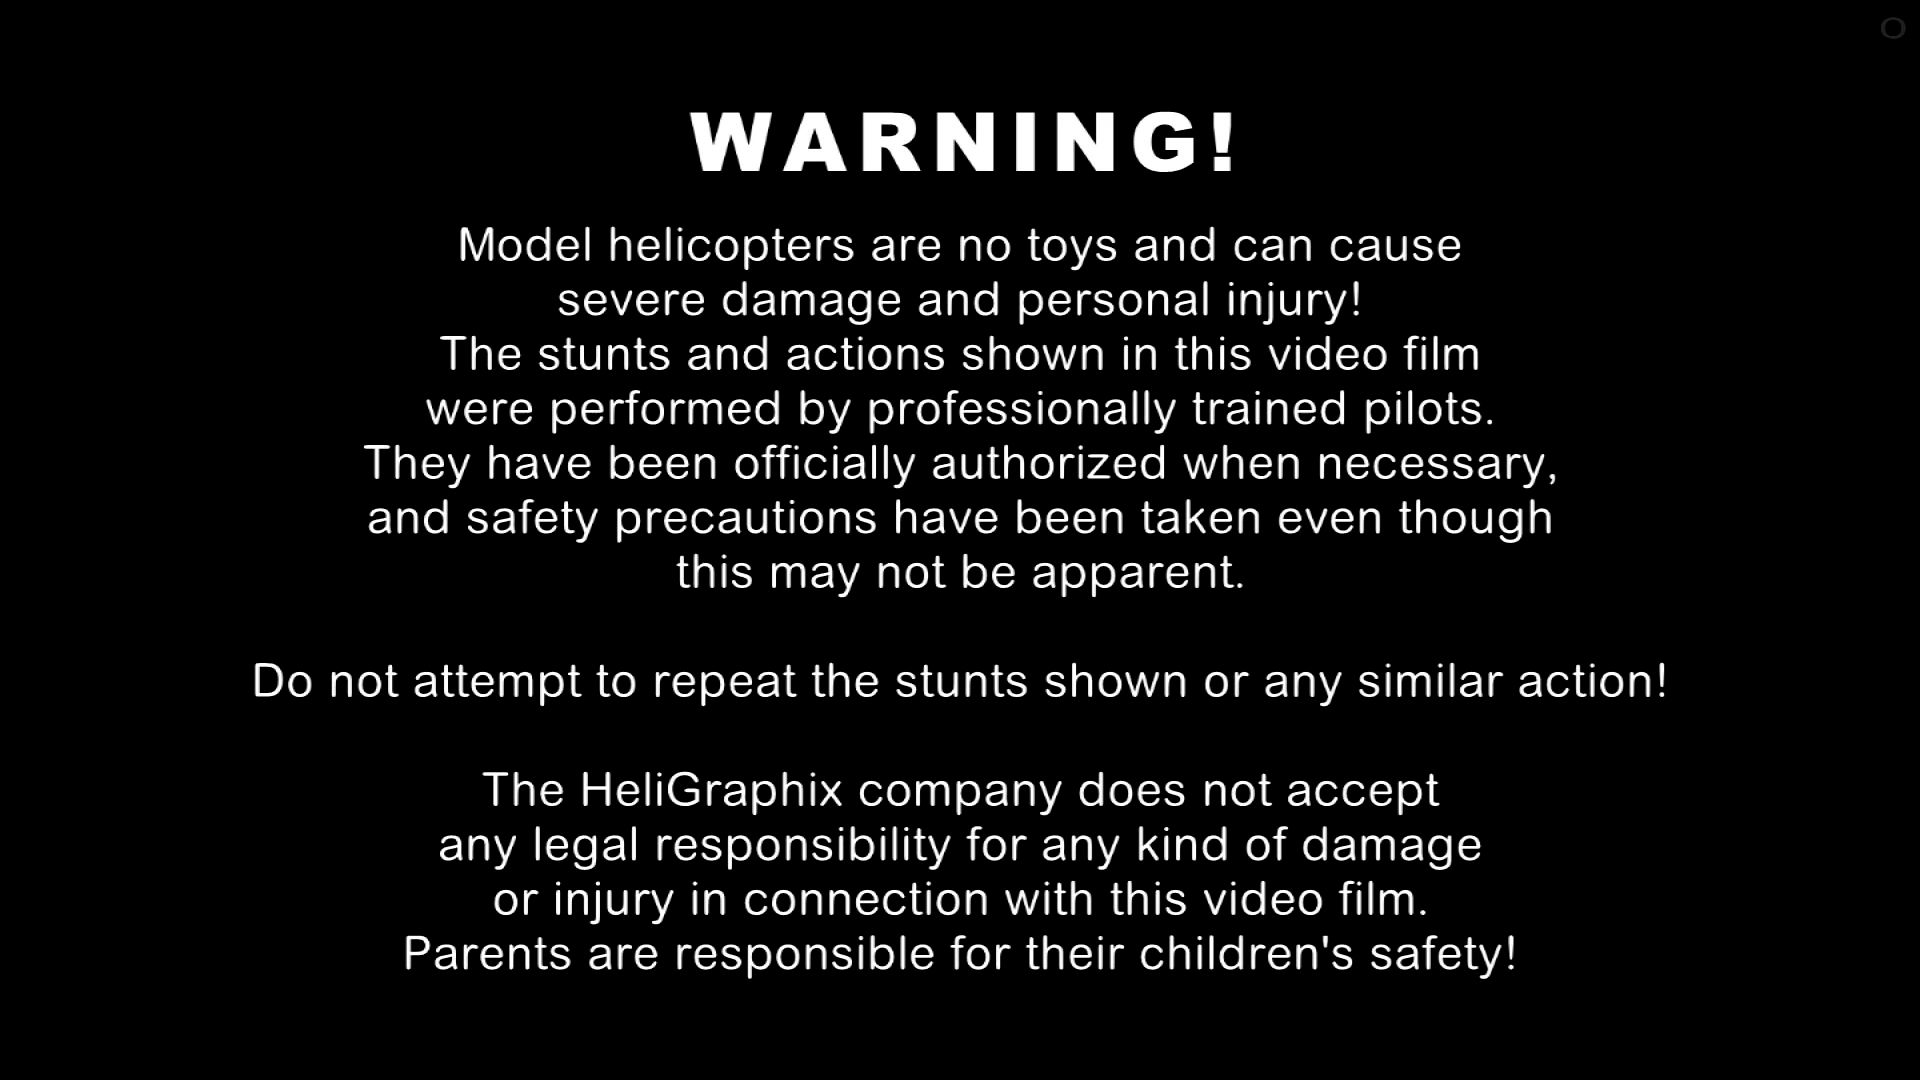 WARNING!
Model helicopters are no toys and can cause
severe damage and personal injury!
The stunts and actions shown in this video film
were performed by professionally trained pilots.
They have been officially authorized when necessary,
and safety precautions have been taken even though
this may not be apparent.
Do not attempt to repeat the stunts shown or any similar action!
The HeliGraphix company does not accept
any legal responsibility for any kind of damage
or injury in connection with this video film.
Parents are responsible for their children's safety!